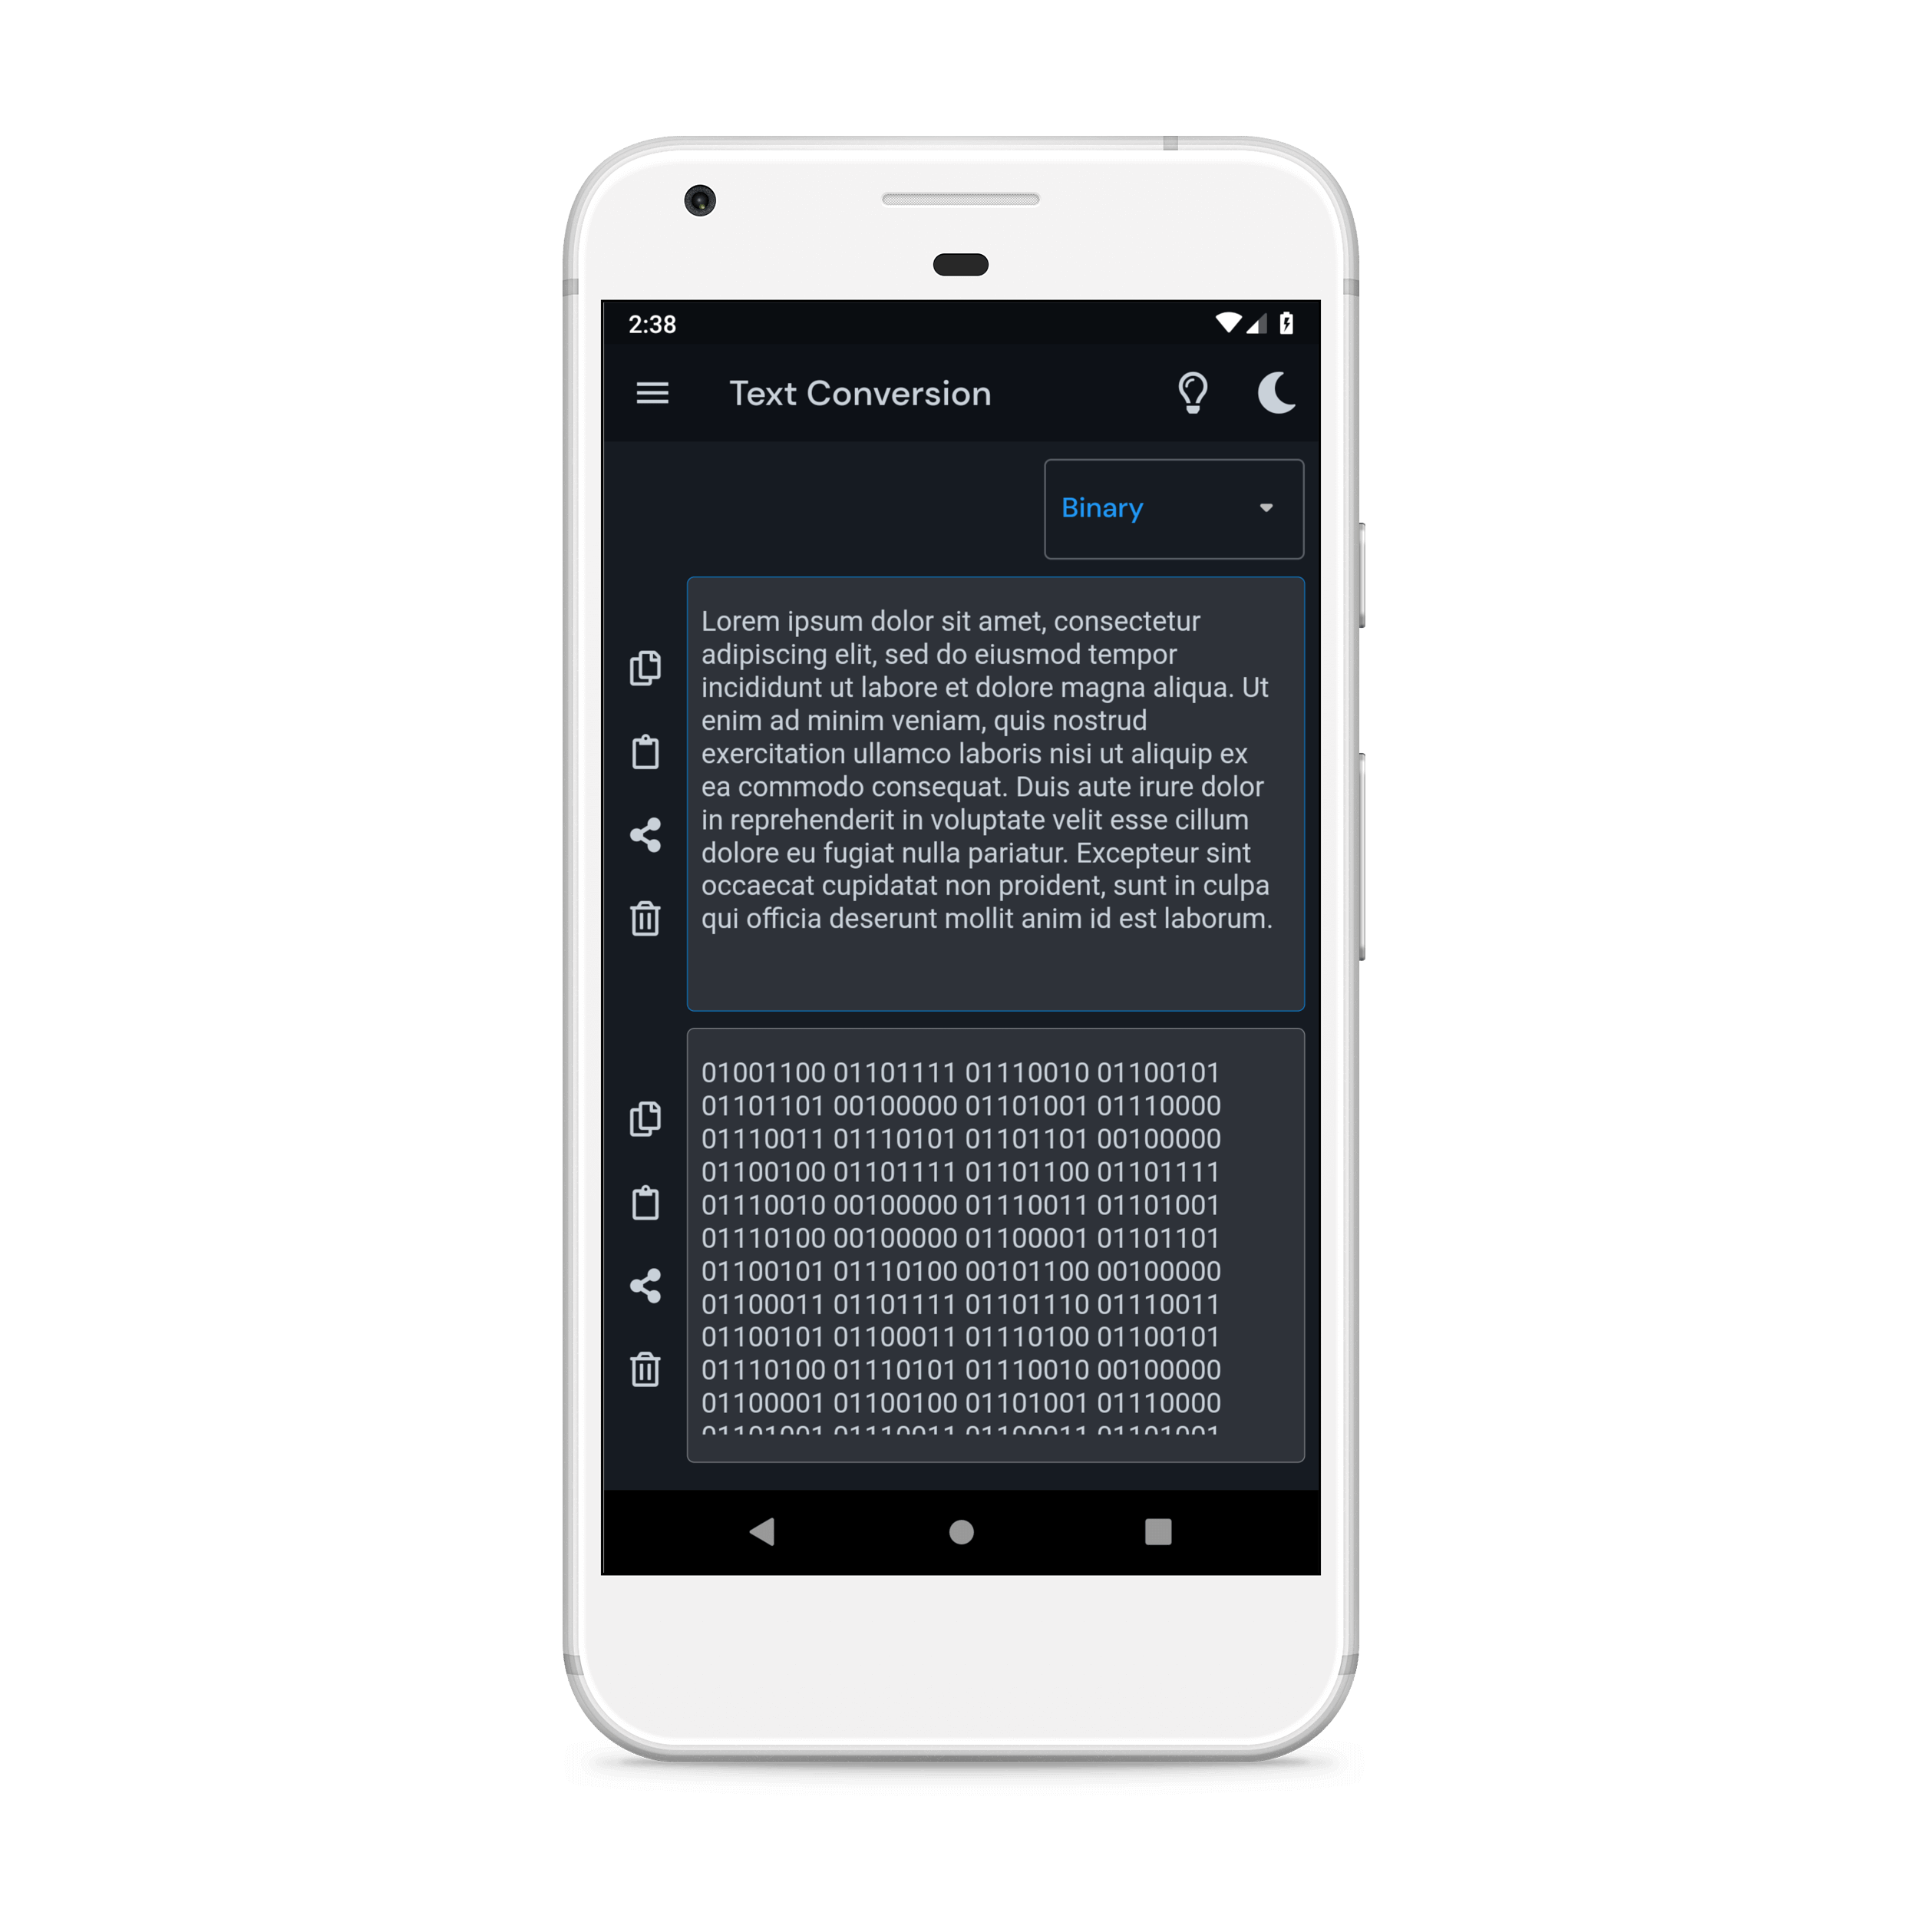 2:38
Text Conversion
Binary
Lorem ipsum dolor sit amet, consectetur
adipiscing elit, sed do eiusmod tempor
incididunt ut labore et dolore magna aliqua. Ut
enim ad minim veniam, quis nostrud
exercitation ullamco laboris nisi ut aliquip ex
ea commodo consequat. Duis aute irure dolor
in reprehenderit in voluptate velit esse cillum
dolore eu fugiat nulla pariatur. Excepteur sint
occaecat cupidatat non proident, sunt in culpa
qui officia deserunt mollit anim id est laborum.
01001100 01101111 01110010 01100101
01101101 00100000 01101001 01110000
01110011 01110101 01101101 00100000
01100100 01101111 01101100 01101111
01110010 00100000 01110011 01101001
01110100 00100000 01100001 01101101
01100101 01110100 00101100 00100000
01100011 01101111 01101110 01110011
01100101 01100011 01110100 01100101
01110100 01110101 01110010 00100000
01100001 01100100 01101001 01110000
01101001 01110011 01100011 01101001